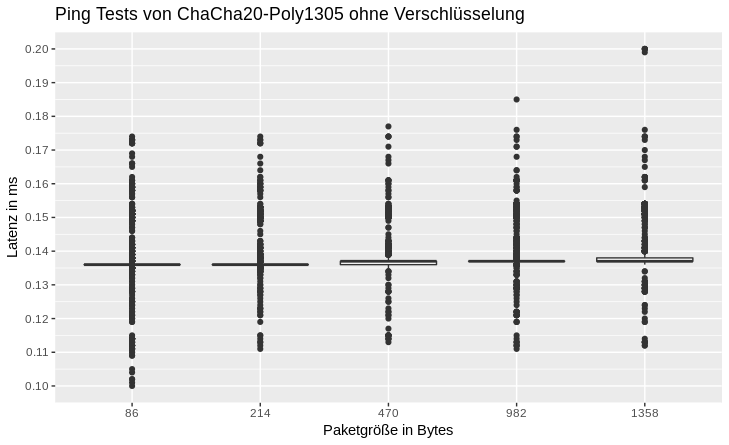 Ping Tests von ChaCha20-Poly1305 ohne Verschlüsselung
Latenz in ms
0.20
0.19
0.18
0.17
0.16
0.15
0.14
0.13
0.12
0.11
0.10
86 214 470 982 1358
Paketgröße in Bytes